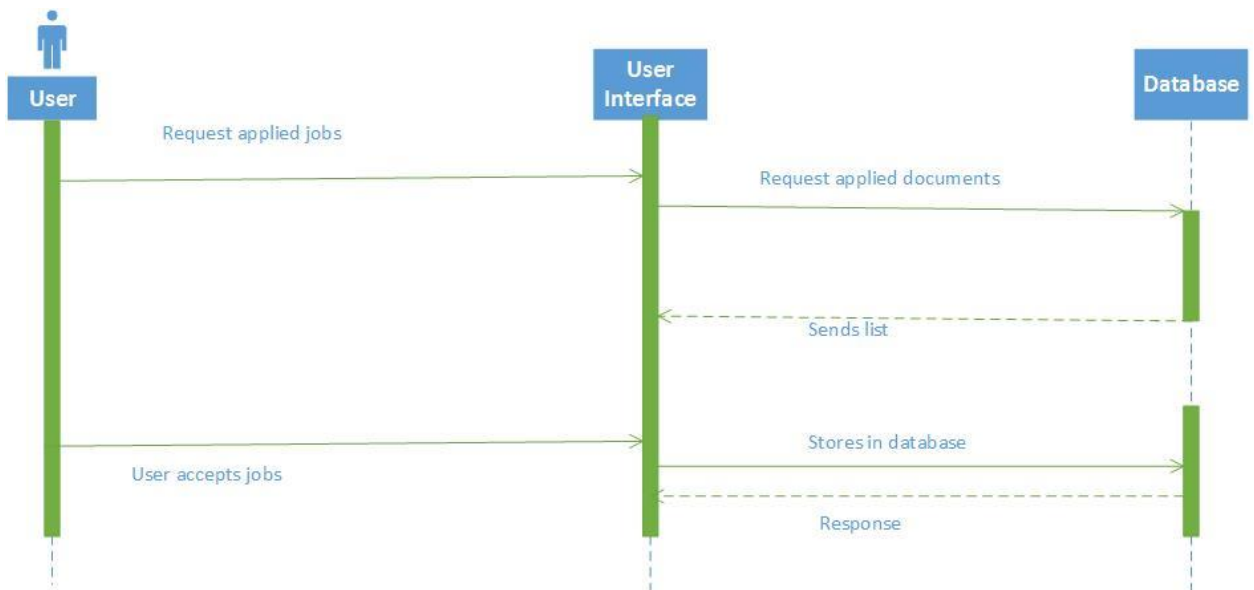 User
User
Interface
Database
Request applied jobs
Request applied documents
Sends list
Stores in database
User accepts jobs
Response